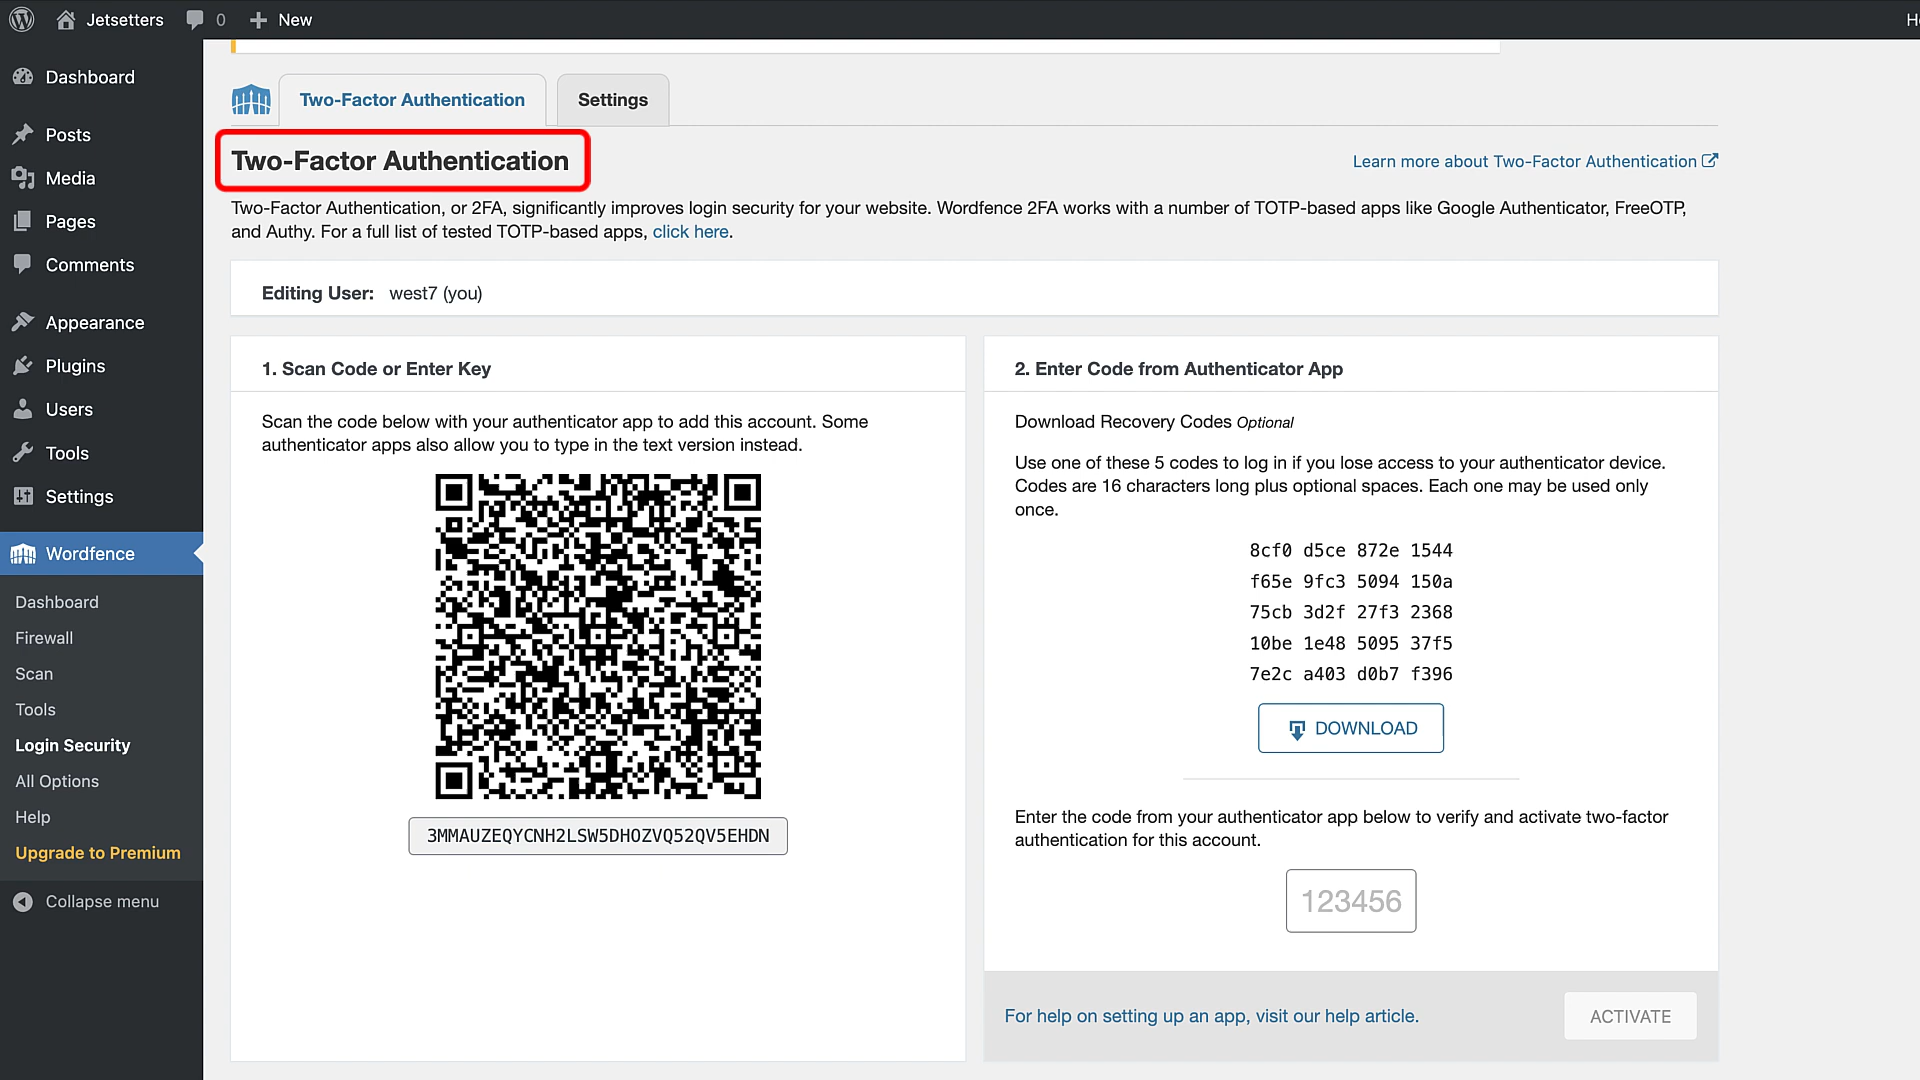 Jetsetters
0
New
H
Dashboard
Posts
Media
Pages
Comments
Appearance
Plugins
Users
Tools
Settings
Wordfence
Dashboard
Firewall
Scan
Tools
Login Security
All Options
Help
Upgrade to Premium
Collapse menu
Two-Factor Authentication
Settings
Two-Factor Authentication
Learn more about Two-Factor Authentication
Two-Factor Authentication, or 2FA, significantly improves login security for your website. Wordfence 2FA works with a number of TOTP-based apps like Google Authenticator, FreeOTP,
and Authy. For a full list of tested TOTP-based apps, click here.
Editing User: west7 (you)
1. Scan Code or Enter Key
Scan the code below with your authenticator app to add this account. Some
authenticator apps also allow you to type in the text version instead.
3MMAUZEQYCNH2LSW5DHOZVQ52QV5EHDN
2. Enter Code from Authenticator App
Download Recovery Codes Optional
Use one of these 5 codes to log in if you lose access to your authenticator device.
Codes are 16 characters long plus optional spaces. Each one may be used only
once.
8cf0 d5ce 872e 1544
f65e 9fc3 5094 150a
75cb 3d2f 27f3 2368
10be 1e48 5095 37f5
7e2c a403 d0b7 f396
DOWNLOAD
Enter the code from your authenticator app below to verify and activate two-factor
authentication for this account.
123456
For help on setting up an app, visit our help article.
ACTIVATE